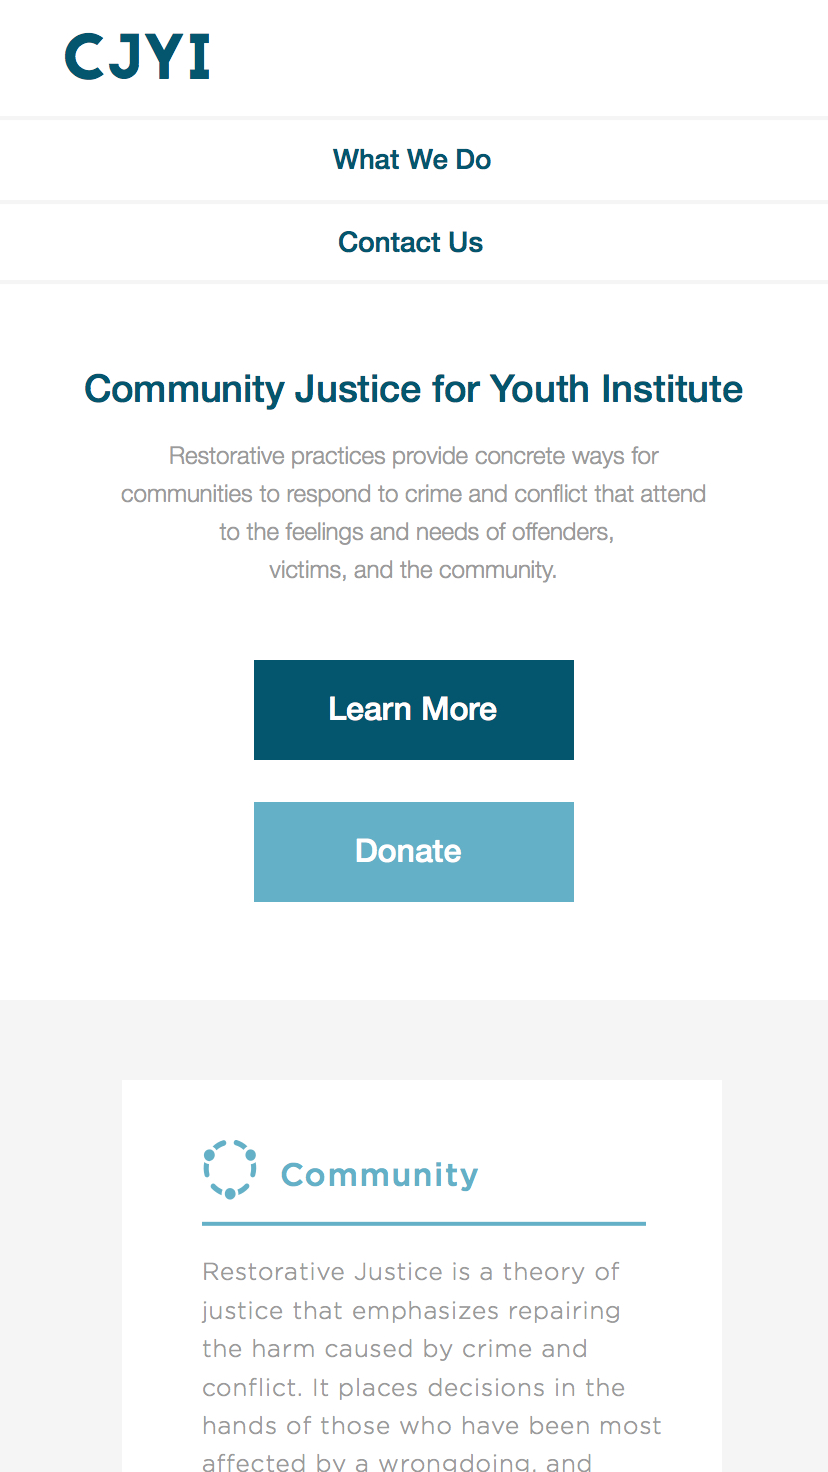 CJYI
What We Do
Contact Us
Community Justice for Youth Institute
Restorative practices provide concrete ways for
communities to respond to crime and conflict that attend
to the feelings and needs of offenders,
victims, and the community.
Learn More
Donate
Community
Restorative Justice is a theory of
justice that emphasizes repairing
the harm caused by crime and
conflict. It places decisions in the
hands of those who have been most
affected by a wrongdoing, and